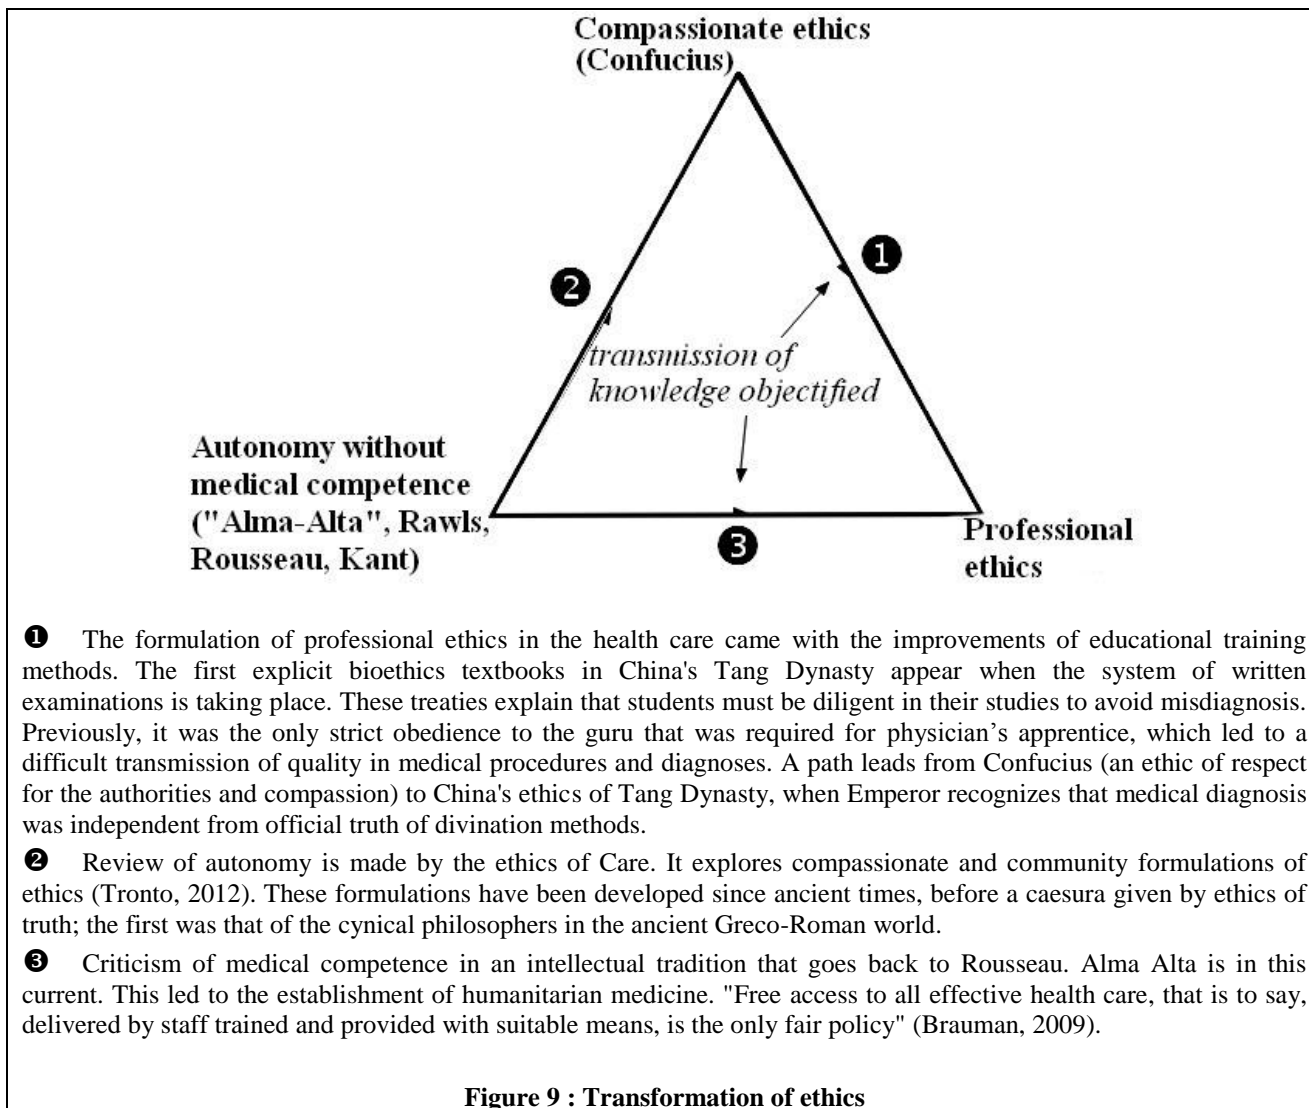 Compassionate ethics
(Confucius)
❶
❷
transmission of
knowledge objectified
Autonomy without
medical competence
("Alma-Alta", Rawls,
Rousseau, Kant)
❸
Professional
ethics
❶ The formulation of professional ethics in the health care came with the improvements of educational training
methods. The first explicit bioethics textbooks in China's Tang Dynasty appear when the system of written
examinations is taking place. These treaties explain that students must be diligent in their studies to avoid misdiagnosis.
Previously, it was the only strict obedience to the guru that was required for physician’s apprentice, which led to a
difficult transmission of quality in medical procedures and diagnoses. A path leads from Confucius (an ethic of respect
for the authorities and compassion) to China's ethics of Tang Dynasty, when Emperor recognizes that medical diagnosis
was independent from official truth of divination methods.
❷ Review of autonomy is made by the ethics of Care. It explores compassionate and community formulations of
ethics (Tronto, 2012). These formulations have been developed since ancient times, before a caesura given by ethics of
truth; the first was that of the cynical philosophers in the ancient Greco-Roman world.
❸ Criticism of medical competence in an intellectual tradition that goes back to Rousseau. Alma Alta is in this
current. This led to the establishment of humanitarian medicine. "Free access to all effective health care, that is to say,
delivered by staff trained and provided with suitable means, is the only fair policy" (Brauman, 2009).
Figure 9 : Transformation of ethics